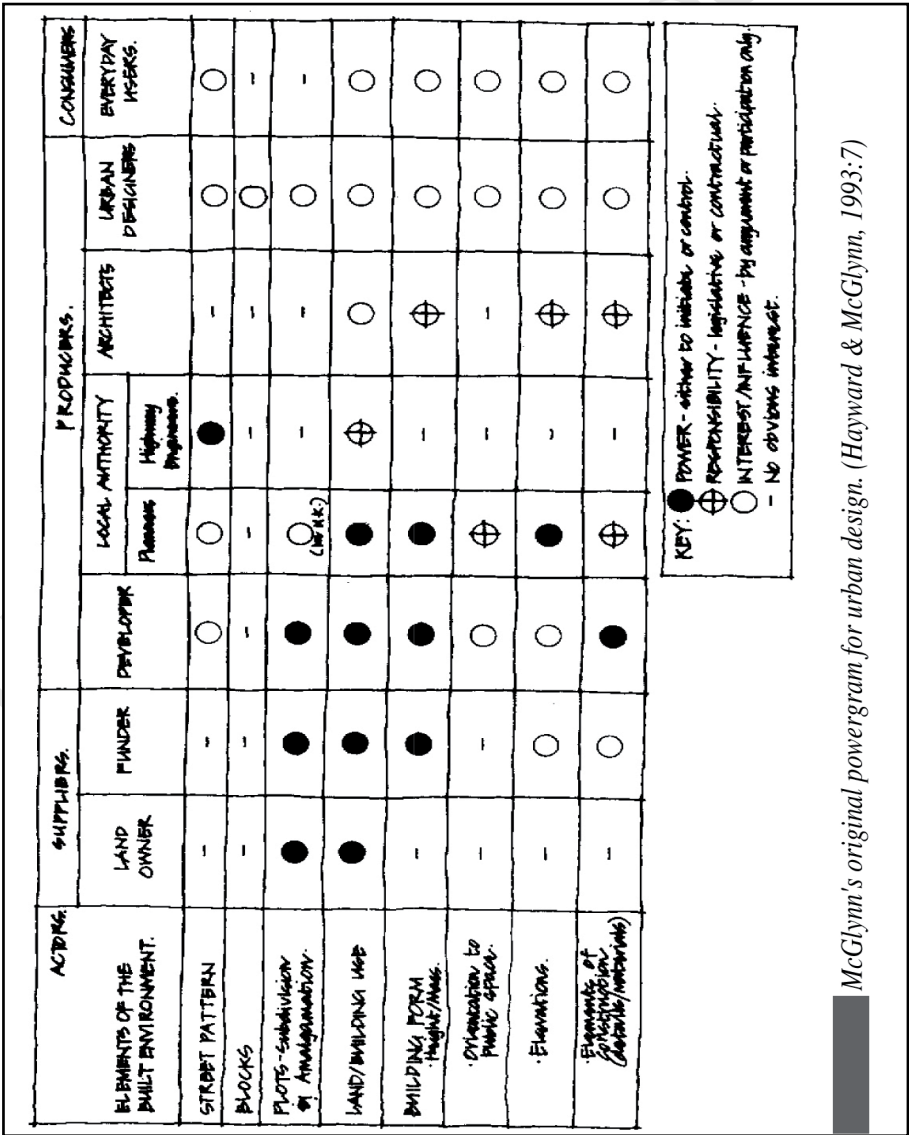 ACTORS. SUPPLIERS. PRODUCERS. CONSUMERS
ELEMENTS OF THE
BUILT ENVIRONMENT.
LAND
OWNER
FUNDER
DEVELOPER
LOCAL AUTHORITY
Planners
Highway
Engineers.
ARCHITECTS
URBAN
DESIGNERS
EVERYDAY
USERS.
STREET PATTERN - - - -
BLOCKS - - - - - - -
PLOTS - Subdivision
& Amalgamation. - - -
(in U.K.)
LAND/BUILDING USE
BUILDING FORM
· Height/Mass. - -
· Orientation to
public space. - - - -
· Elevations. - -
· Elements of
construction
(details/materials) - -
KEY: POWER - either to initiate or control.
RESPONSIBILITY - legislative or contractual.
INTEREST/INFLUENCE - by argument or participation only.
- No obvious interest.
McGlynn's original powergram for urban design. (Hayward & McGlynn, 1993:7)